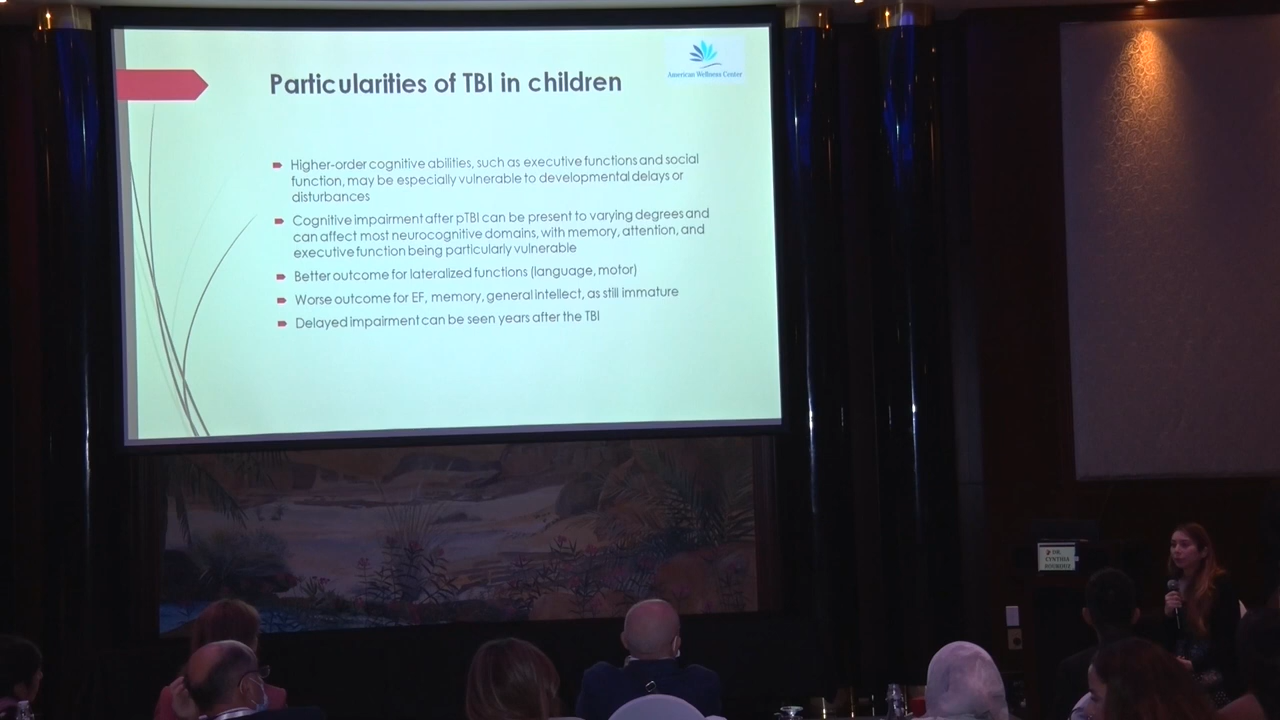 Particularities of TBI in children
American Wellness Center
Higher-order cognitive abilities, such as executive functions and social
function, may be especially vulnerable to developmental delays or
disturbances
Cognitive impairment after pTBI can be present to varying degrees and
can affect most neurocognitive domains, with memory, attention, and
executive function being particularly vulnerable
Better outcome for lateralized functions (language, motor)
Worse outcome for EF, memory, general intellect, as still immature
Delayed impairment can be seen years after the TBI
DR.
CYNTHIA